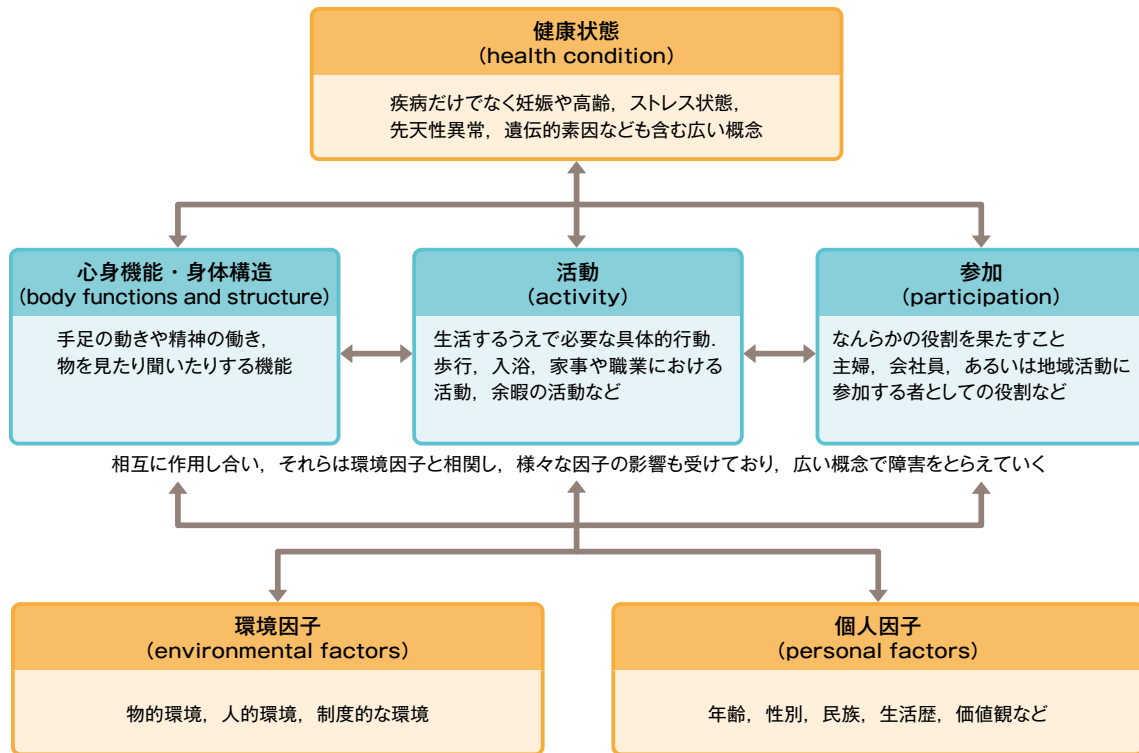 健康状態
(health condition)
疾病だけでなく妊娠や高齢，ストレス状態，
先天性異常，遺伝的素因なども含む広い概念
心身機能・身体構造
(body functions and structure)
手足の動きや精神の働き，
物を見たり聞いたりする機能
活動
(activity)
生活するうえで必要な具体的行動．
歩行，入浴，家事や職業における
活動，余暇の活動など
参加
(participation)
なんらかの役割を果たすこと
主婦，会社員，あるいは地域活動に
参加する者としての役割など
相互に作用し合い，それらは環境因子と相関し，様々な因子の影響も受けており，広い概念で障害をとらえていく
環境因子
(environmental factors)
物的環境，人的環境，制度的な環境
個人因子
(personal factors)
年齢，性別，民族，生活歴，価値観など